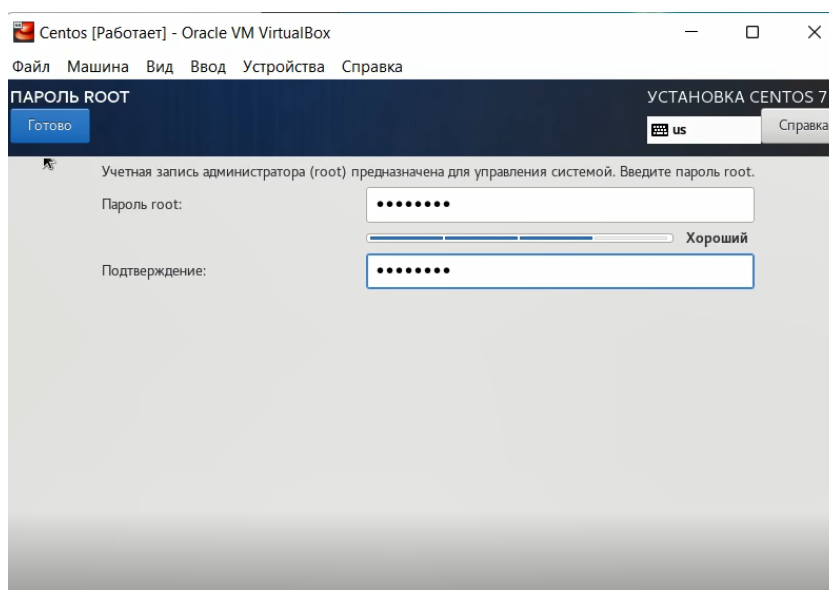 Centos [Работает] - Oracle VM VirtualBox
Файл Машина Вид Ввод Устройства Справка
ПАРОЛЬ ROOT
УСТАНОВКА CENTOS 7
Готово
us
Справка
Учетная запись администратора (root) предназначена для управления системой. Введите пароль root.
Пароль root: ••••••••
Хороший
Подтверждение: ••••••••